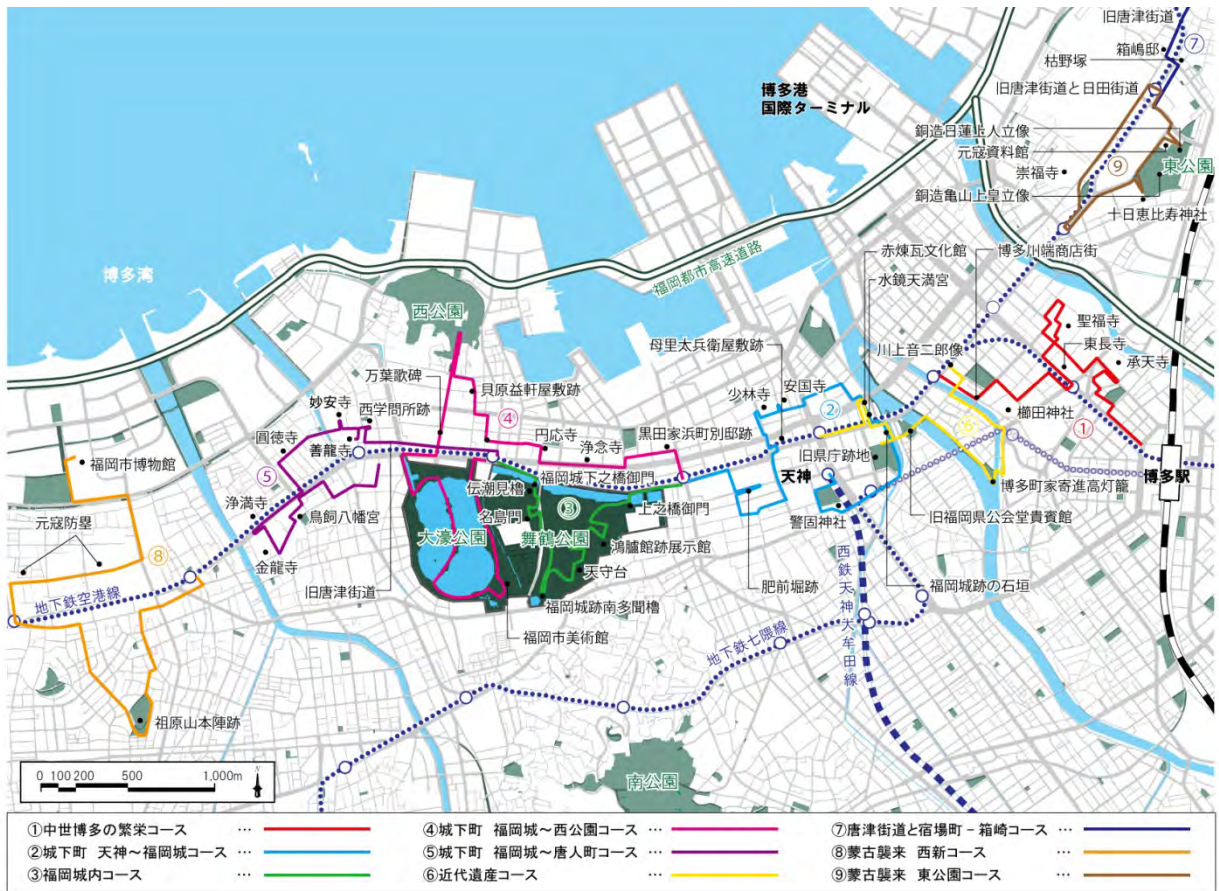 旧唐津街道
箱嶋邸
⑦
枯野塚
博多港
国際ターミナル
旧唐津街道と日田街道
銅造日蓮上人立像
元寇資料館
⑨
東公園
崇福寺
銅造亀山上皇立像
十日恵比寿神社
博多湾
福岡都市高速道路
赤煉瓦文化館
博多川端商店街
水鏡天満宮
西公園
聖福寺
母里太兵衛屋敷跡
川上音二郎像
東長寺
承天寺
万葉歌碑
貝原益軒屋敷跡
少林寺
安国寺
妙安寺
西学問所跡
④
②
櫛田神社
圓徳寺
円応寺
黒田家浜町別邸跡
⑥
①
善龍寺
浄念寺
福岡市博物館
⑤
旧県庁跡地
福岡城下之橋御門
天神
博多駅
伝潮見櫓
博多町家寄進高灯籠
浄満寺
③
上之橋御門
元寇防塁
鳥飼八幡宮
名島門
警固神社
旧福岡県公会堂貴賓館
大濠公園
舞鶴公園
⑧
鴻臚館跡展示館
金龍寺
天守台
西鉄天神大牟田線
旧唐津街道
肥前堀跡
福岡城跡の石垣
地下鉄空港線
福岡城跡南多聞櫓
福岡市美術館
地下鉄七隈線
祖原山本陣跡
南公園
0 100 200 500 1,000m
N
①中世博多の繁栄コース …
②城下町 天神～福岡城コース …
③福岡城内コース …
④城下町 福岡城～西公園コース …
⑤城下町 福岡城～唐人町コース …
⑥近代遺産コース …
⑦唐津街道と宿場町－箱崎コース …
⑧蒙古襲来 西新コース …
⑨蒙古襲来 東公園コース …